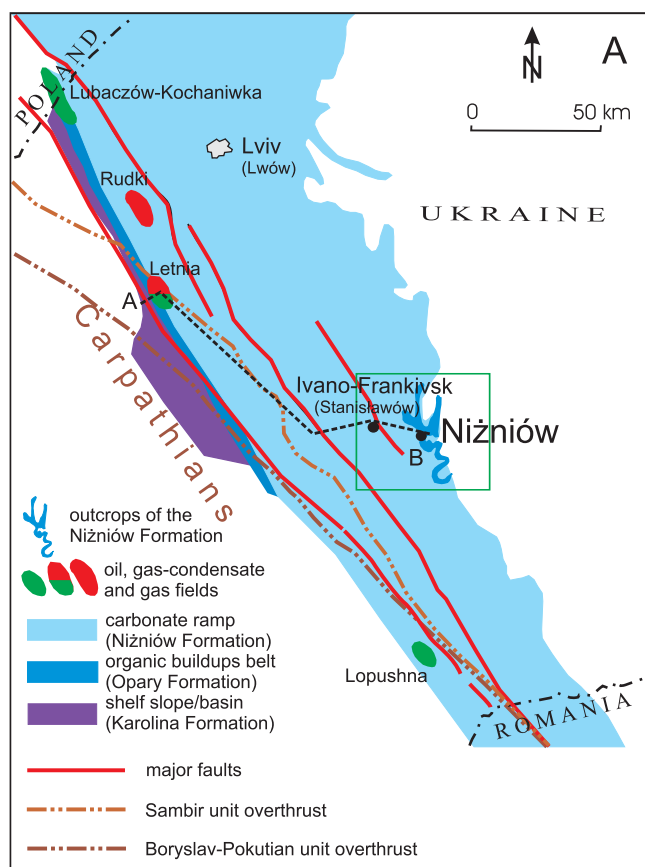 A
POLAND
N
0 50 km
Lubaczów-Kochaniwka
Lviv
(Lwów)
Rudki
UKRAINE
Letnia
A
Carpathians
Ivano-Frankivsk
(Stanisławów)
Niżniów
B
outcrops of the
Niżniów Formation
oil, gas-condensate
and gas fields
carbonate ramp
(Niżniów Formation)
organic buildups belt
(Opary Formation)
shelf slope/basin
(Karolina Formation)
Lopushna
ROMANIA
major faults
Sambir unit overthrust
Boryslav-Pokutian unit overthrust